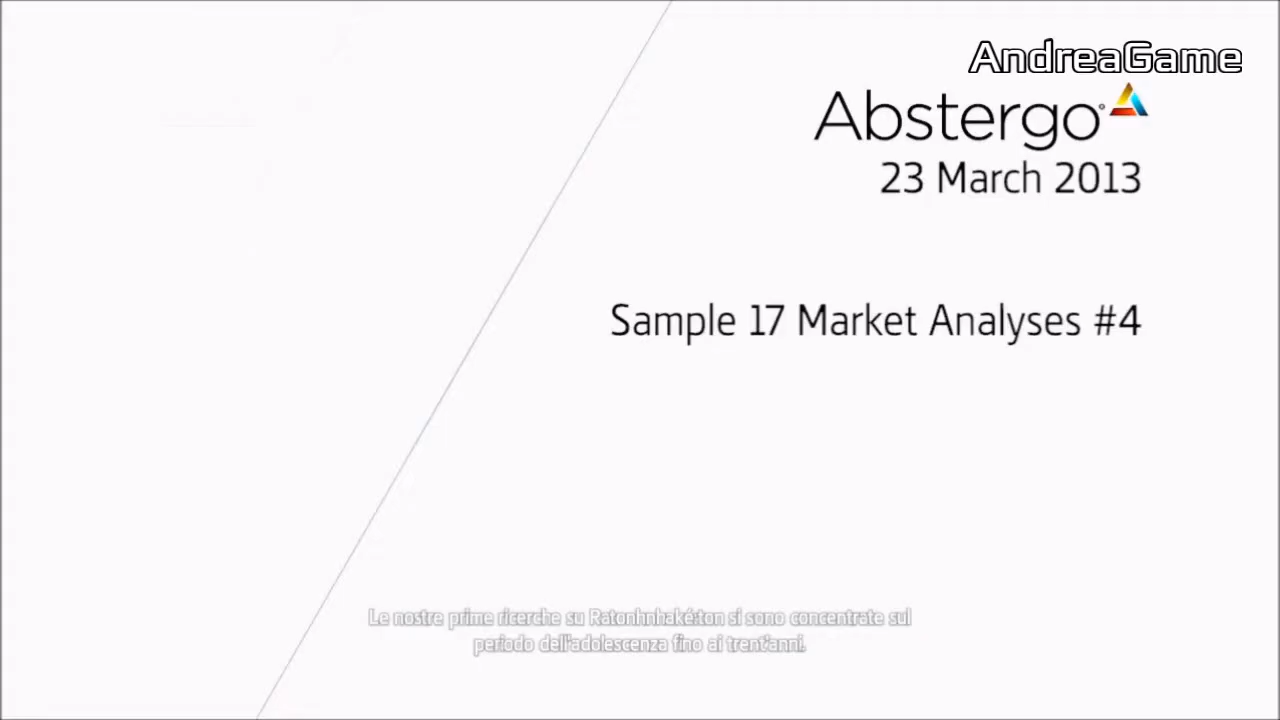 AndreaGame
Abstergo
23 March 2013
Sample 17 Market Analyses #4
Le nostre prime ricerche su Ratonhnhaké:ton si sono concentrate sul
periodo dell'adolescenza fino ai trent'anni.